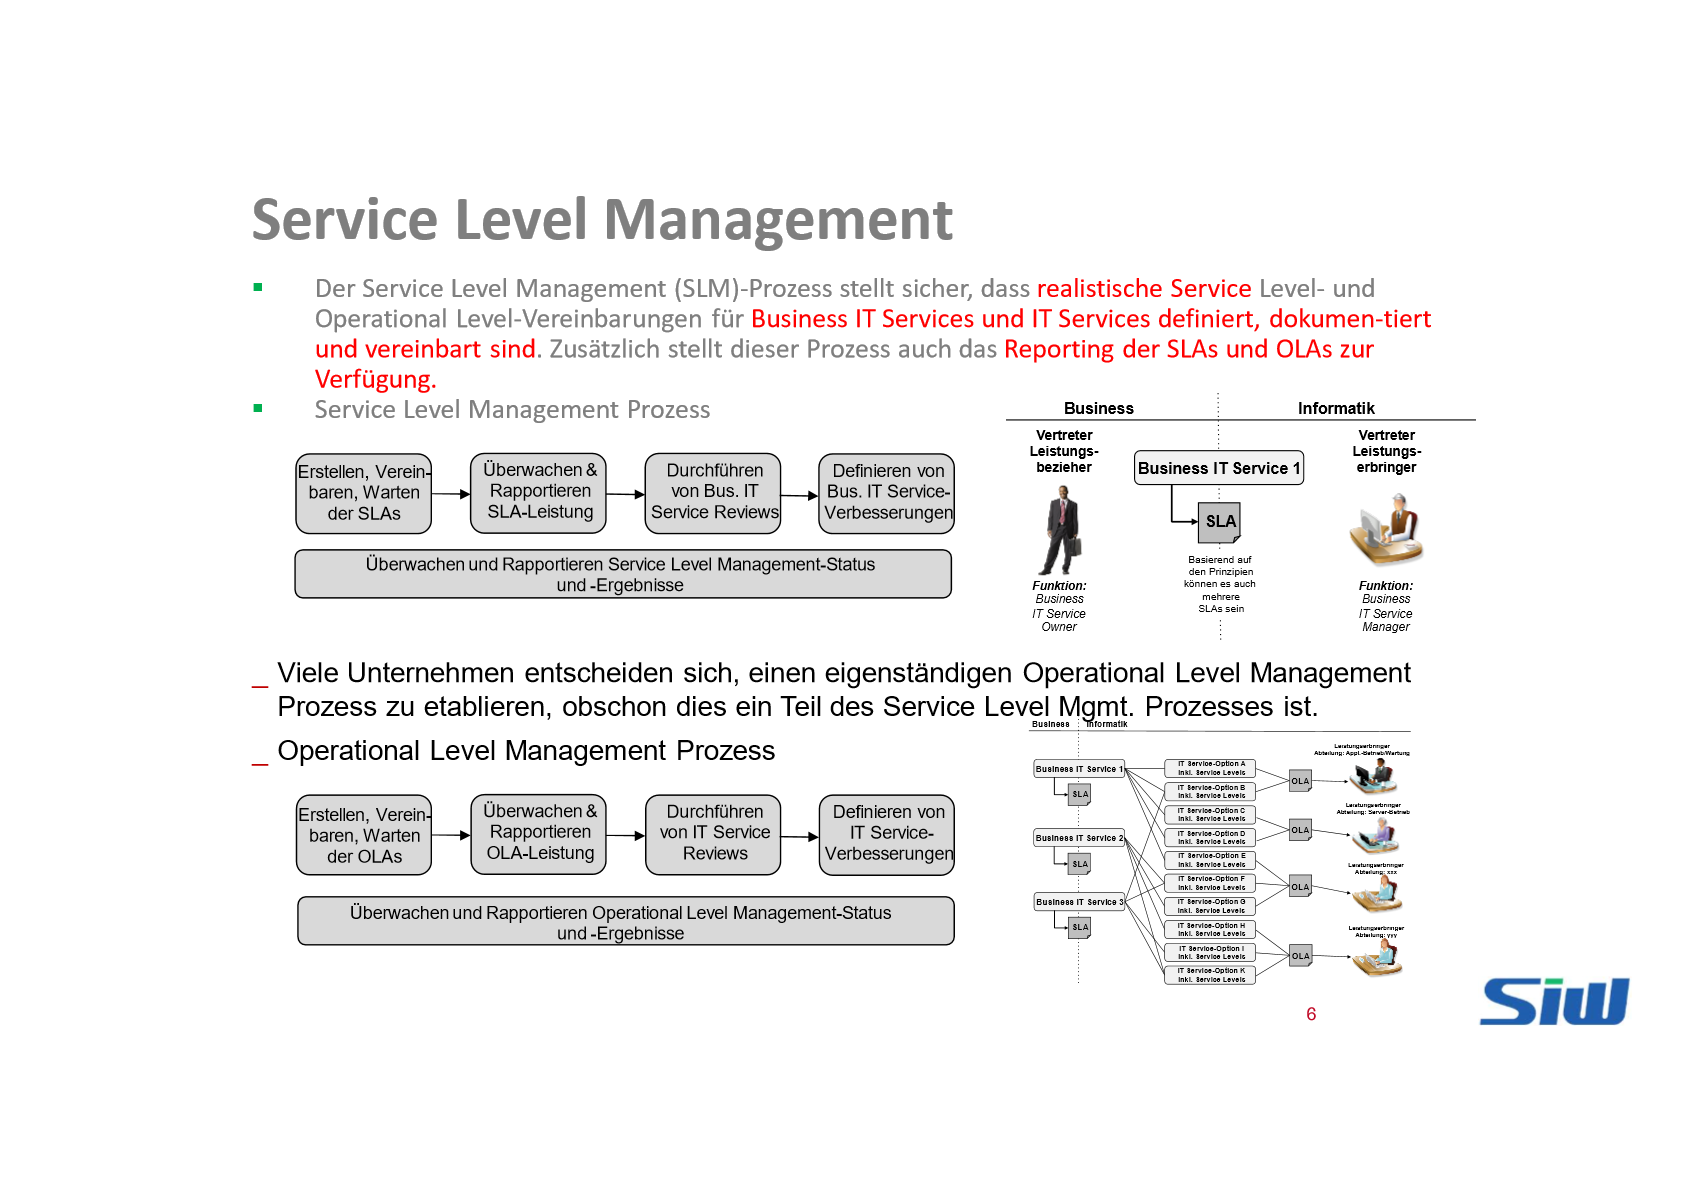 Service Level Management
Der Service Level Management (SLM)-Prozess stellt sicher, dass realistische Service Level- und
Operational Level-Vereinbarungen für Business IT Services und IT Services definiert, dokumen-tiert
und vereinbart sind. Zusätzlich stellt dieser Prozess auch das Reporting der SLAs und OLAs zur
Verfügung.
Service Level Management Prozess
Erstellen, Verein-
baren, Warten
der SLAs
Überwachen &
Rapportieren
SLA-Leistung
Durchführen
von Bus. IT
Service Reviews
Definieren von
Bus. IT Service-
Verbesserungen
Überwachen und Rapportieren Service Level Management-Status
und -Ergebnisse
Business
Informatik
Vertreter
Leistungs-
bezieher
Business IT Service 1
SLA
Basierend auf
den Prinzipien
können es auch
mehrere
SLAs sein
Vertreter
Leistungs-
erbringer
Funktion:
Business
IT Service
Owner
Funktion:
Business
IT Service
Manager
_ Viele Unternehmen entscheiden sich, einen eigenständigen Operational Level Management
Prozess zu etablieren, obschon dies ein Teil des Service Level Mgmt. Prozesses ist.
_ Operational Level Management Prozess
Erstellen, Verein-
baren, Warten
der OLAs
Überwachen &
Rapportieren
OLA-Leistung
Durchführen
von IT Service
Reviews
Definieren von
IT Service-
Verbesserungen
Überwachen und Rapportieren Operational Level Management-Status
und -Ergebnisse
Business
Informatik
Business IT Service 1
SLA
Business IT Service 2
SLA
Business IT Service 3
SLA
IT Service-Option A
inkl. Service Levels
IT Service-Option B
inkl. Service Levels
IT Service-Option C
inkl. Service Levels
IT Service-Option D
inkl. Service Levels
IT Service-Option E
inkl. Service Levels
IT Service-Option F
inkl. Service Levels
IT Service-Option G
inkl. Service Levels
IT Service-Option H
inkl. Service Levels
IT Service-Option I
inkl. Service Levels
IT Service-Option K
inkl. Service Levels
OLA
OLA
OLA
OLA
Leistungserbringer
Abteilung: Appl.-Betrieb/Wartung
Leistungserbringer
Abteilung: Server-Betrieb
Leistungserbringer
Abteilung: xxx
Leistungserbringer
Abteilung: yyy
6
Siw